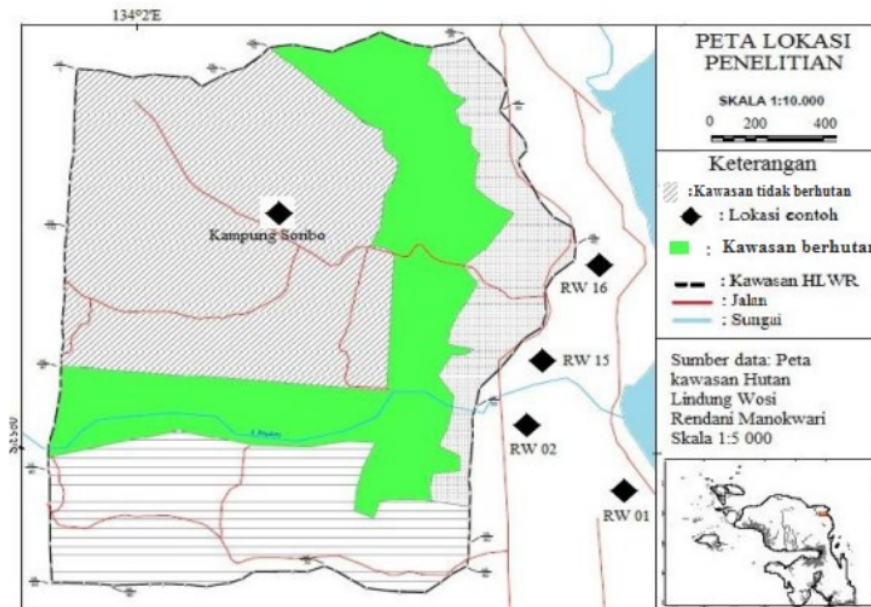 134°2'E
PETA LOKASI
PENELITIAN
SKALA 1:10.000
0 200 400
Keterangan
: Kawasan tidak berhutan
: Lokasi contoh
: Kawasan berhutan
: Kawasan HLWR
: Jalan
: Sungai
Sumber data: Peta
kawasan Hutan
Lindung Wosi
Rendani Manokwari
Skala 1:5 000
Kampung Soribo
RW 16
RW 15
RW 02
RW 01